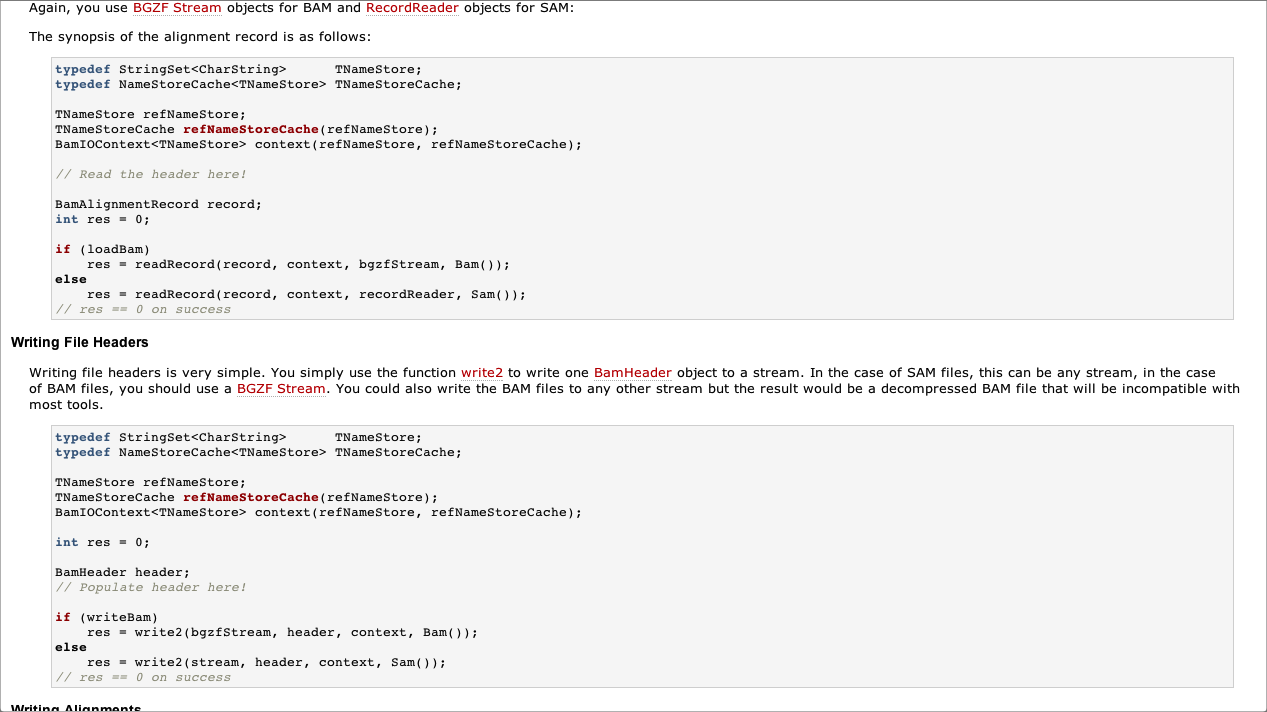 Again, you use BGZF Stream objects for BAM and RecordReader objects for SAM:
The synopsis of the alignment record is as follows:
typedef StringSet<CharString>      TNameStore;
typedef NameStoreCache<TNameStore> TNameStoreCache;
TNameStore refNameStore;
TNameStoreCache refNameStoreCache(refNameStore);
BamIOContext<TNameStore> context(refNameStore, refNameStoreCache);
// Read the header here!
BamAlignmentRecord record;
int res = 0;
if (loadBam)
    res = readRecord(record, context, bgzfStream, Bam());
else
    res = readRecord(record, context, recordReader, Sam());
// res == 0 on success
Writing File Headers
Writing file headers is very simple. You simply use the function write2 to write one BamHeader object to a stream. In the case of SAM files, this can be any stream, in the case
of BAM files, you should use a BGZF Stream. You could also write the BAM files to any other stream but the result would be a decompressed BAM file that will be incompatible with
most tools.
typedef StringSet<CharString>      TNameStore;
typedef NameStoreCache<TNameStore> TNameStoreCache;
TNameStore refNameStore;
TNameStoreCache refNameStoreCache(refNameStore);
BamIOContext<TNameStore> context(refNameStore, refNameStoreCache);
int res = 0;
BamHeader header;
// Populate header here!
if (writeBam)
    res = write2(bgzfStream, header, context, Bam());
else
    res = write2(stream, header, context, Sam());
// res == 0 on success
Writing Alignments